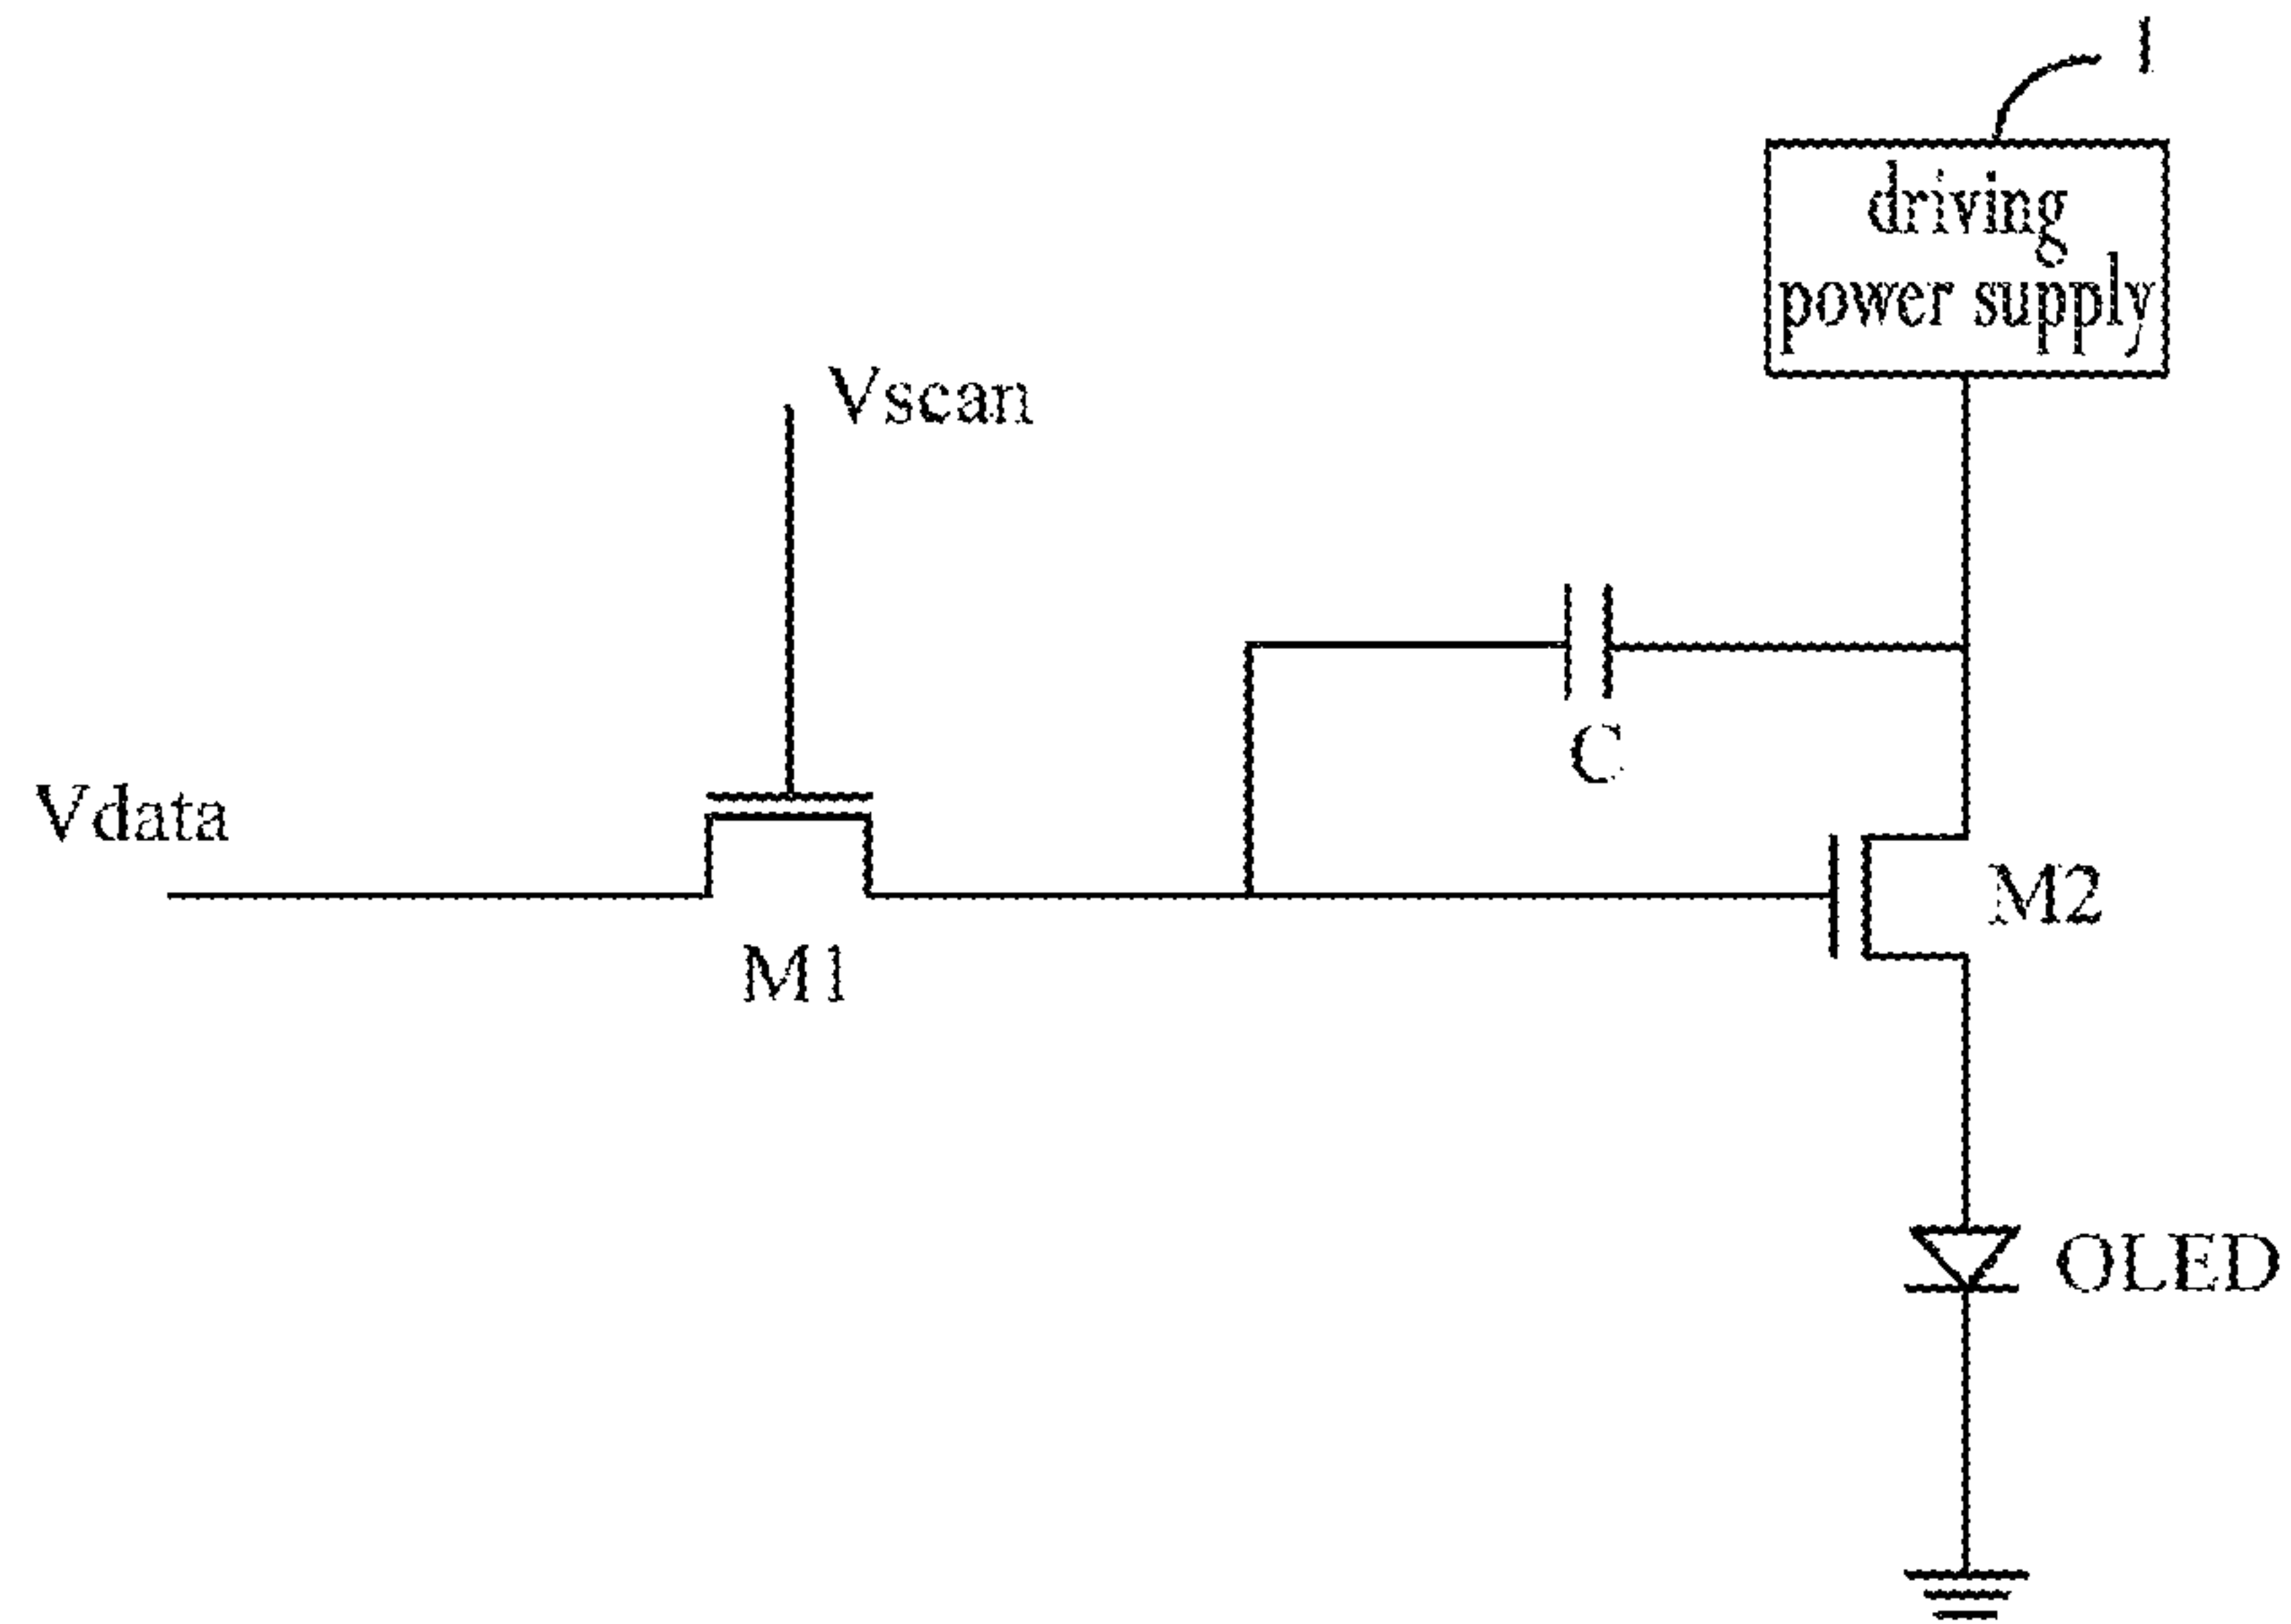 1
driving
power supply
Vscan
C
Vdata
M2
M1
OLED